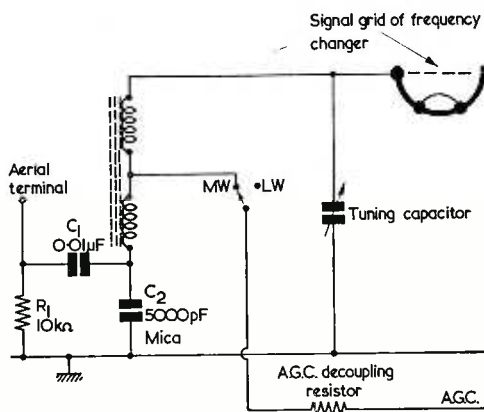 Signal grid of frequency
changer
Aerial
terminal
MW
LW
C1
0·01µF
Tuning capacitor
R1
10kΩ
C2
5000pF
Mica
A.G.C. decoupling
resistor
A.G.C.